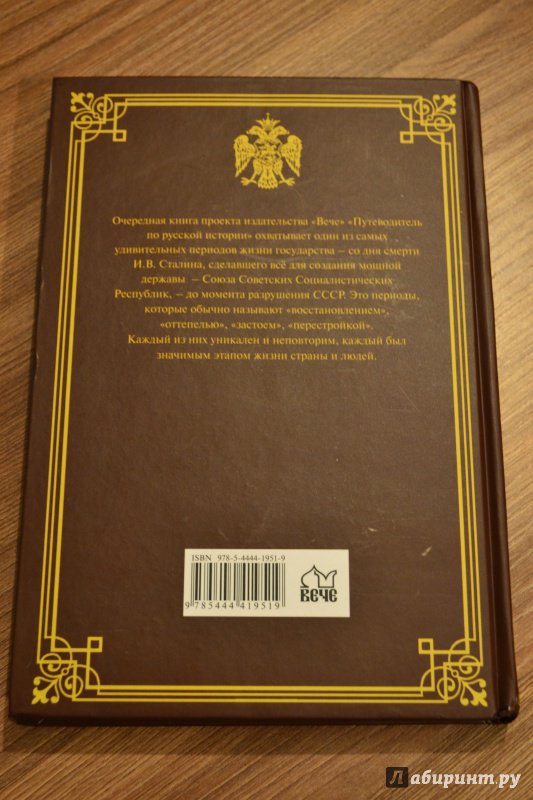 Очередная книга проекта издательства «Вече» «Путеводитель
по русской истории» охватывает один из самых
удивительных периодов жизни государства – со дня смерти
И.В. Сталина, сделавшего всё для создания мощной
державы – Союза Советских Социалистических
Республик, – до момента разрушения СССР. Это периоды,
которые обычно называют «восстановлением»,
«оттепелью», «застоем», «перестройкой».
Каждый из них уникален и неповторим, каждый был
значимым этапом жизни страны и людей.
ISBN 978-5-4444-1951-9
9 785444 419519
ВЕЧЕ
Лабиринт.ру